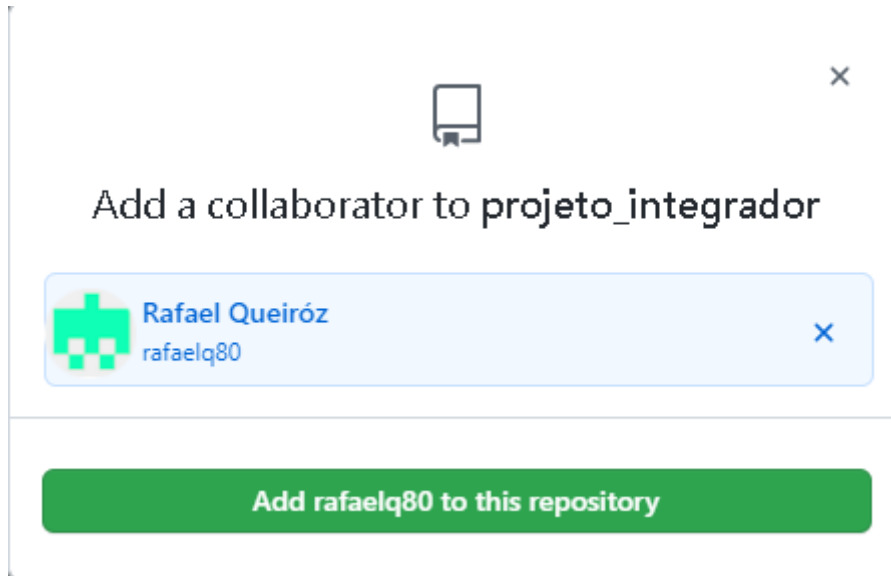 Add a collaborator to projeto_integrador
Rafael Queiróz
rafaelq80
Add rafaelq80 to this repository